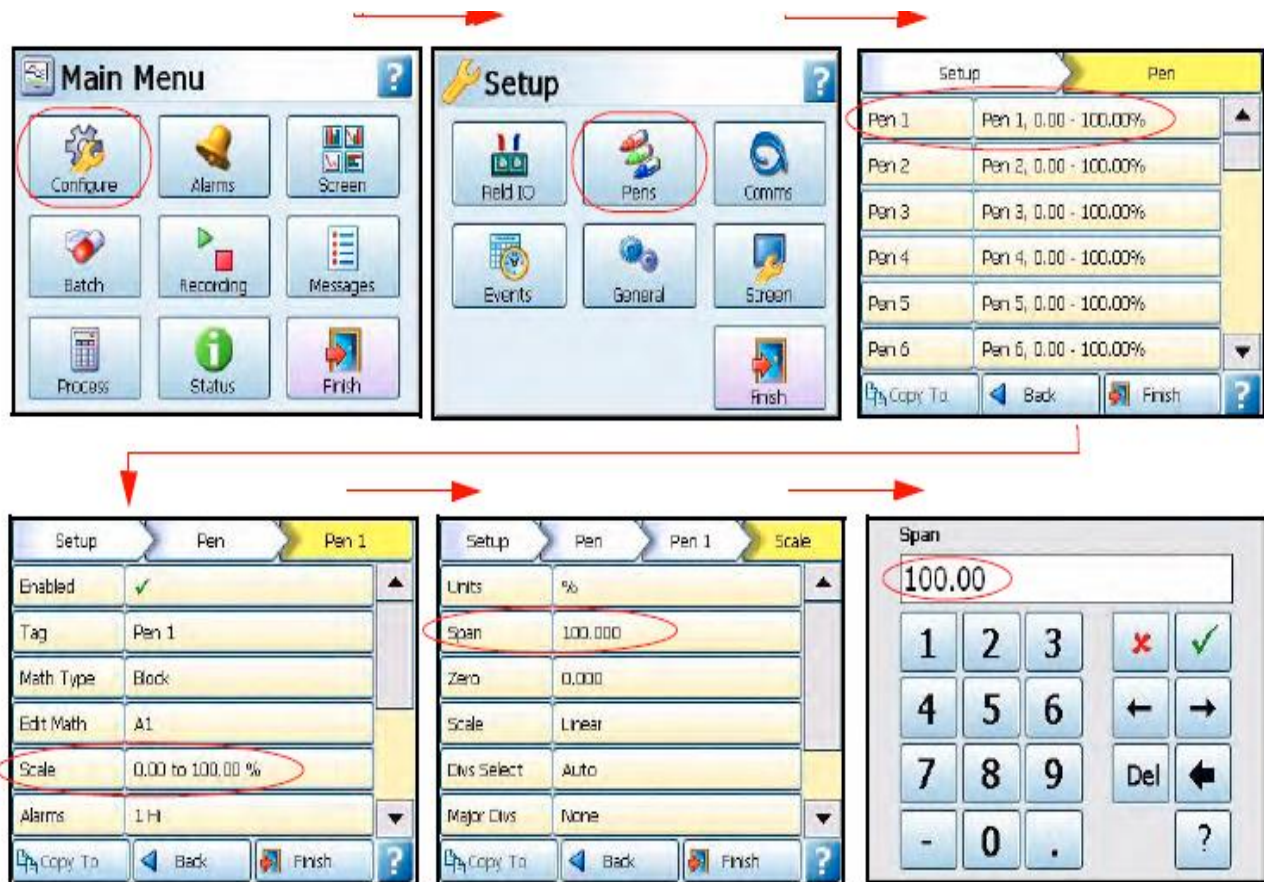 Main Menu ?
Configure Alarms Screen
Batch Recording Messages
Process Status Finish
Setup ?
Field IO Pens Comms
Events General Screen
Finish
Setup Pen
Pen 1 Pen 1, 0.00 - 100.00%
Pen 2 Pen 2, 0.00 - 100.00%
Pen 3 Pen 3, 0.00 - 100.00%
Pen 4 Pen 4, 0.00 - 100.00%
Pen 5 Pen 5, 0.00 - 100.00%
Pen 6 Pen 6, 0.00 - 100.00%
Copy To Back Finish ?
Setup Pen Pen 1
Enabled ✓
Tag Pen 1
Math Type Block
Edit Math A1
Scale 0.00 to 100.00 %
Alarms 1 Hi
Copy To Back Finish ?
Setup Pen Pen 1 Scale
Units %
Span 100.000
Zero 0.000
Scale Linear
Divs Select Auto
Major Divs None
Copy To Back Finish ?
Span
100.00
1 2 3
4 5 6 ← →
7 8 9 Del
- 0 . ?